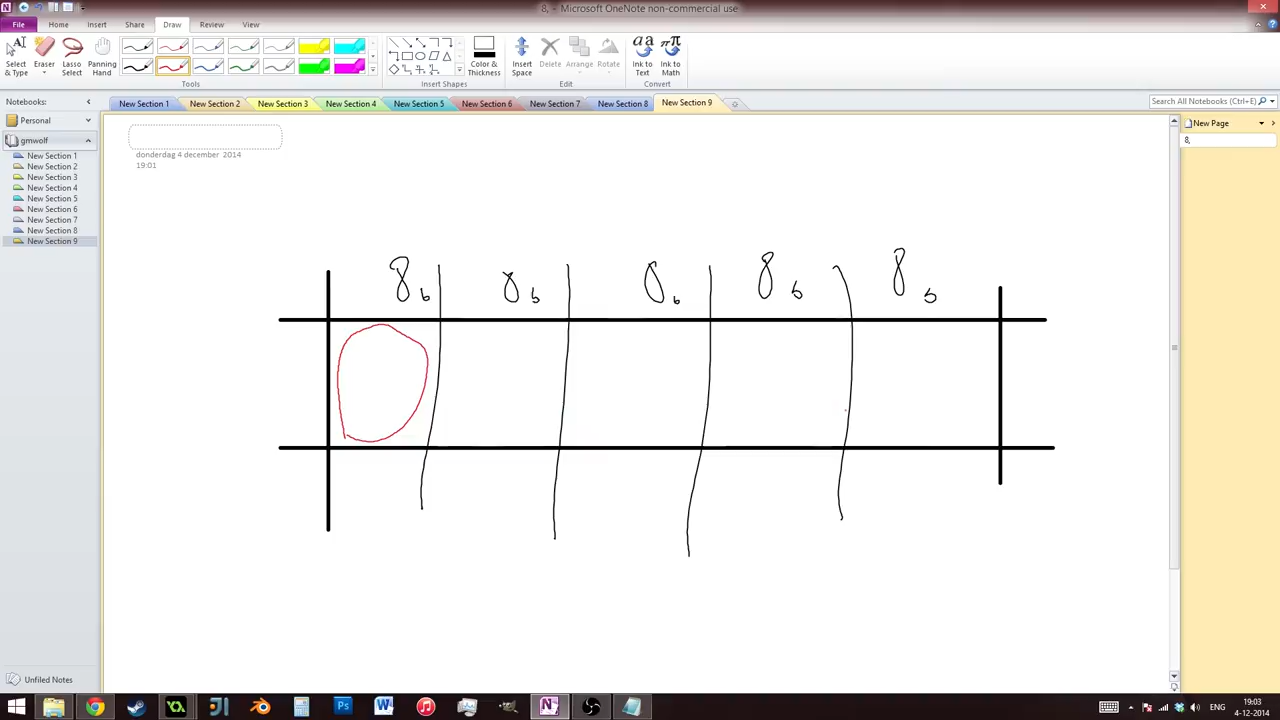 8, - Microsoft OneNote non-commercial use
File Home Insert Share Draw Review View
Select & Type
Eraser
Lasso Select
Panning Hand
Tools
Insert Shapes
Color & Thickness
Insert Space
Delete
Arrange
Rotate
Edit
Ink to Text
Ink to Math
Convert
Notebooks:
New Section 1 New Section 2 New Section 3 New Section 4 New Section 5 New Section 6 New Section 7 New Section 8 New Section 9
Search All Notebooks (Ctrl+E)
Personal
gmwolf
New Section 1
New Section 2
New Section 3
New Section 4
New Section 5
New Section 6
New Section 7
New Section 8
New Section 9
donderdag 4 december 2014
19:01
New Page
8,
8 b 8 b 8 b 8 b 8 b
Unfiled Notes
ENG
19:03
4-12-2014